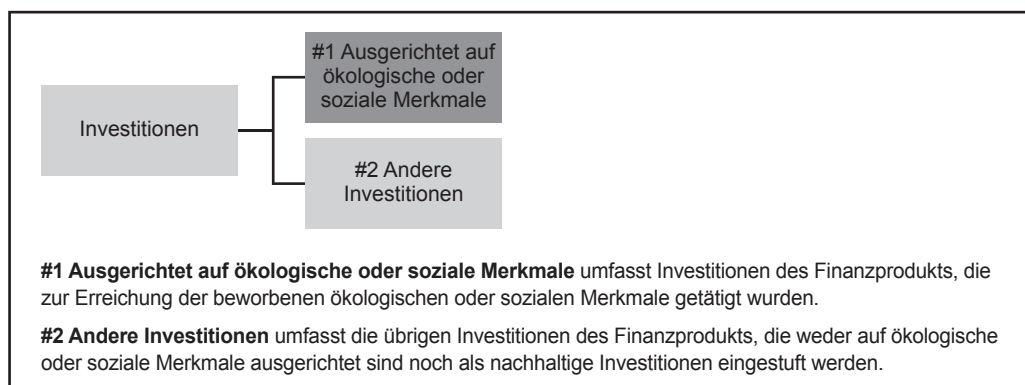 #1 Ausgerichtet auf
ökologische oder
soziale Merkmale
Investitionen
#2 Andere
Investitionen
#1 Ausgerichtet auf ökologische oder soziale Merkmale umfasst Investitionen des Finanzprodukts, die
zur Erreichung der beworbenen ökologischen oder sozialen Merkmale getätigt wurden.
#2 Andere Investitionen umfasst die übrigen Investitionen des Finanzprodukts, die weder auf ökologische
oder soziale Merkmale ausgerichtet sind noch als nachhaltige Investitionen eingestuft werden.